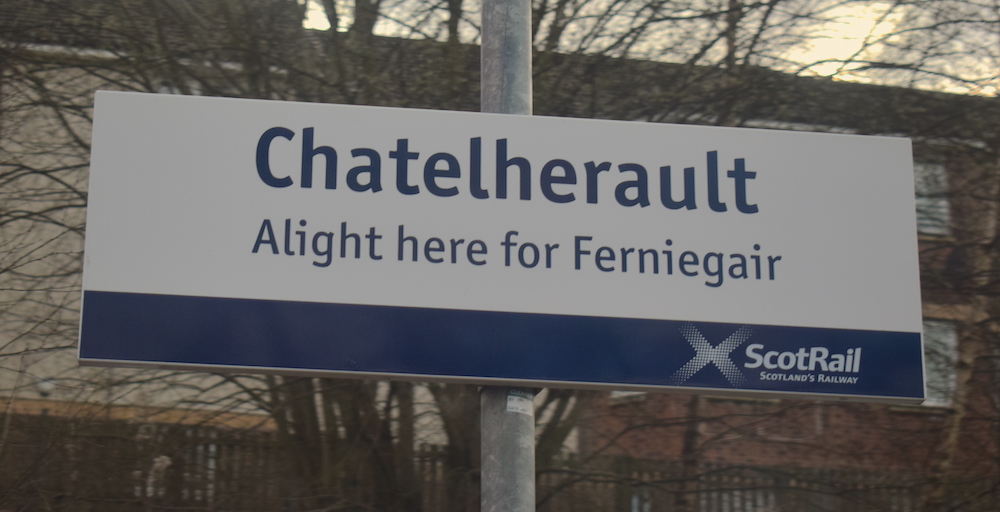 Chatelherault
Alight here for Ferniegair
ScotRail
SCOTLAND'S RAILWAY